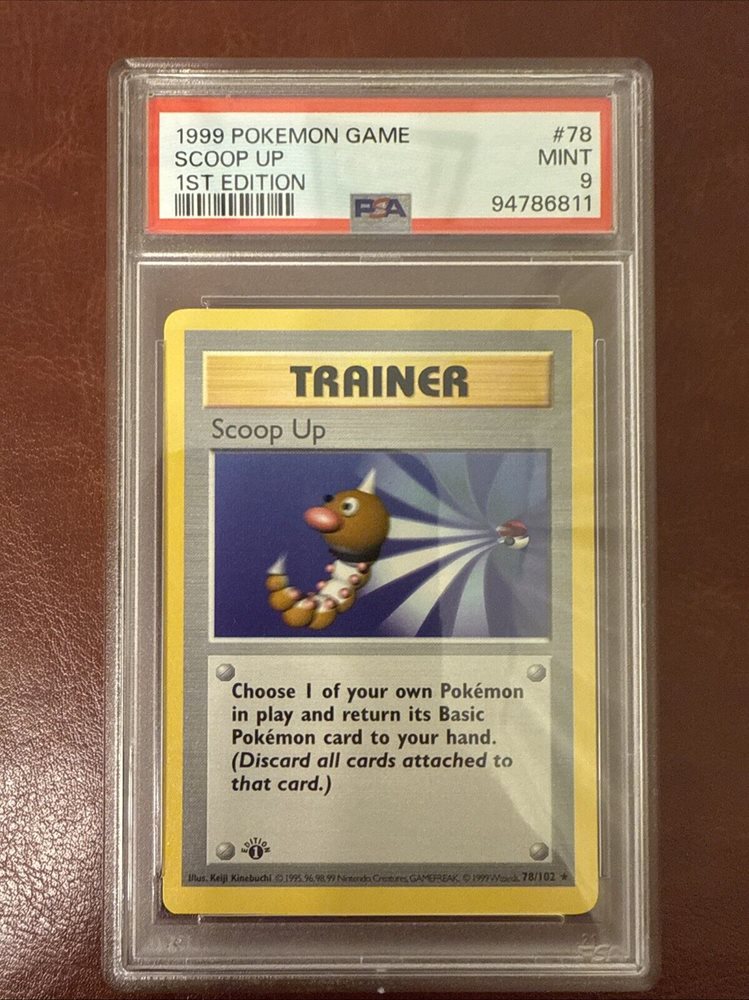 1999 POKEMON GAME #78
SCOOP UP MINT
1ST EDITION 9
PSA 94786811
TRAINER
Scoop Up
Choose 1 of your own Pokémon
in play and return its Basic
Pokémon card to your hand.
(Discard all cards attached to
that card.)
EDITION 1
Illus. Keiji Kinebuchi © 1995, 96, 98, 99 Nintendo, Creatures, GAMEFREAK. © 1999 Wizards. 78/102 ★